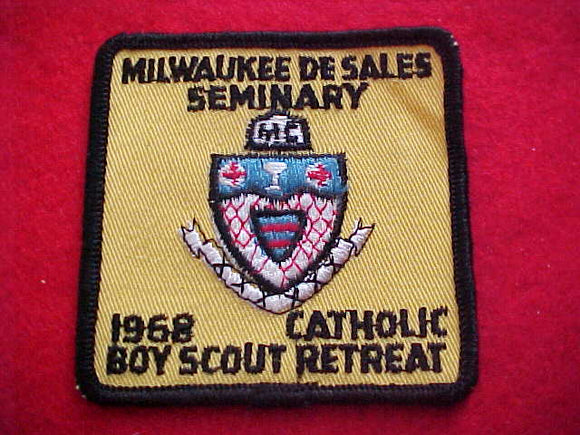 MILWAUKEE DE SALES
SEMINARY
1968 CATHOLIC
BOY SCOUT RETREAT